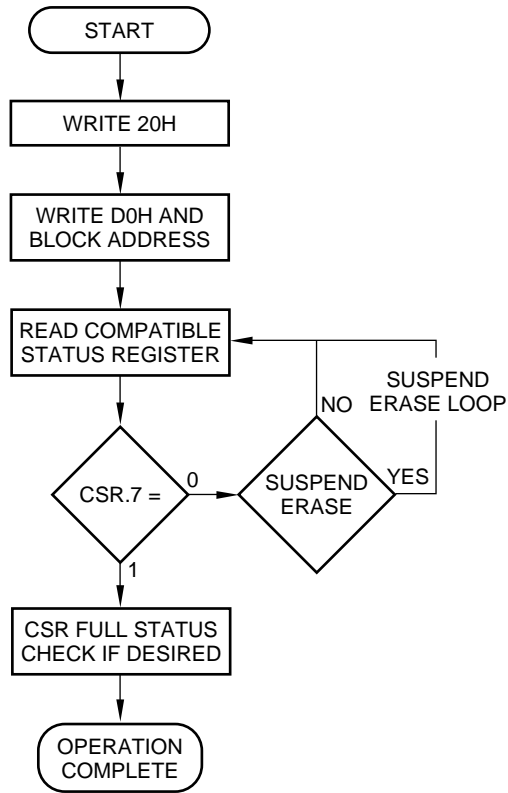 START
WRITE 20H
WRITE D0H AND
BLOCK ADDRESS
READ COMPATIBLE
STATUS REGISTER
SUSPEND
ERASE LOOP
NO
CSR.7 =
0
SUSPEND
ERASE
YES
1
CSR FULL STATUS
CHECK IF DESIRED
OPERATION
COMPLETE